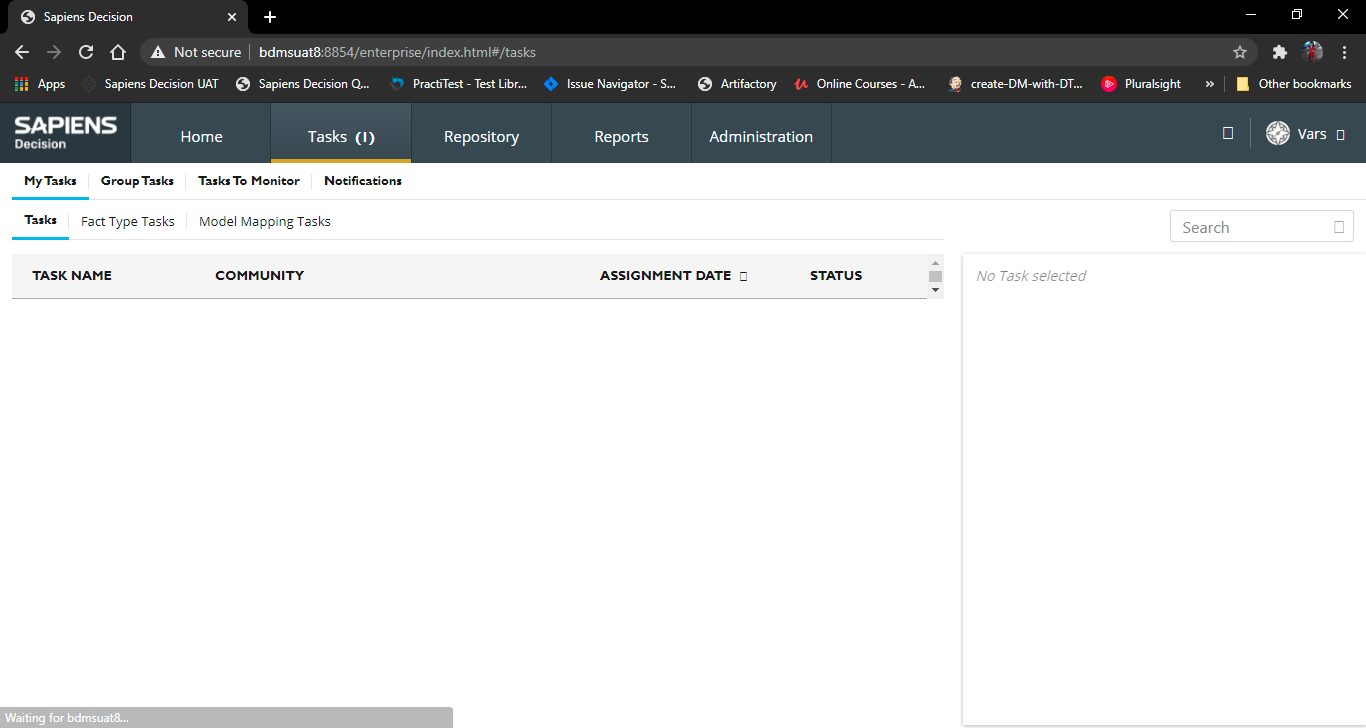 Sapiens Decision
Not secure bdmsuat8:8854/enterprise/index.html#/tasks
Apps Sapiens Decision UAT Sapiens Decision Q... PractiTest - Test Libr... Issue Navigator - S... Artifactory Online Courses - A... create-DM-with-DT... Pluralsight » Other bookmarks
SAPIENS
Decision
Home Tasks (1) Repository Reports Administration Vars
My Tasks Group Tasks Tasks To Monitor Notifications
Tasks Fact Type Tasks Model Mapping Tasks Search
TASK NAME COMMUNITY ASSIGNMENT DATE STATUS No Task selected
Waiting for bdmsuat8...